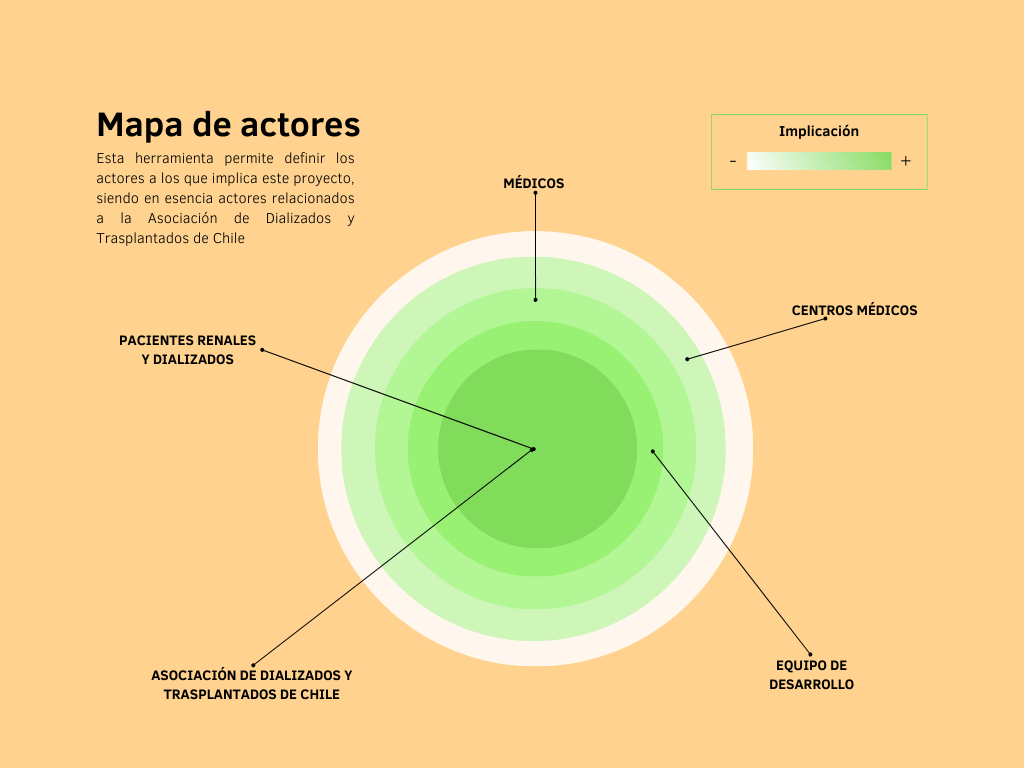 Mapa de actores
Esta herramienta permite definir los
actores a los que implica este proyecto,
siendo en esencia actores relacionados
a la Asociación de Dializados y
Trasplantados de Chile
Implicación
- +
MÉDICOS
CENTROS MÉDICOS
PACIENTES RENALES
Y DIALIZADOS
ASOCIACIÓN DE DIALIZADOS Y
TRASPLANTADOS DE CHILE
EQUIPO DE
DESARROLLO